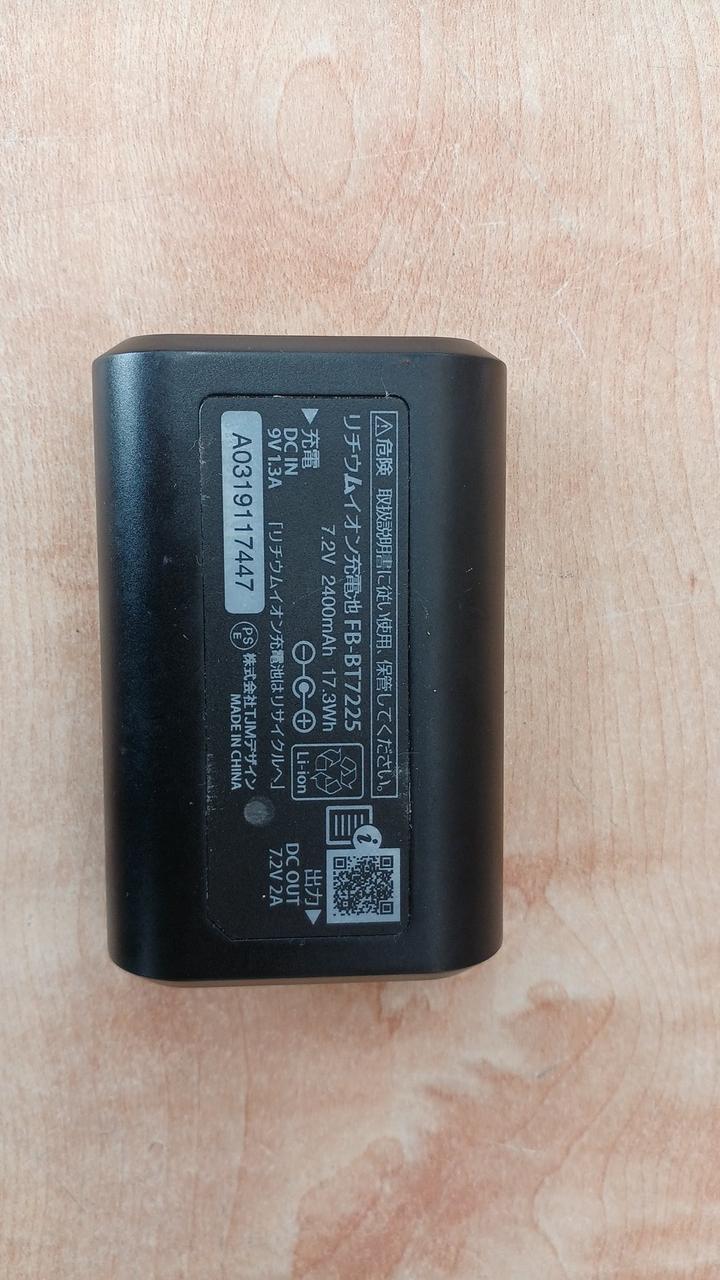 ⚠危険 取扱説明書に従い使用、保管してください。
リチウムイオン充電池 FB-BT7225
7.2V 2400mAh 17.3Wh
▶充電
DC IN
9V 1.3A
Li-ion
「リチウムイオン充電池はリサイクルへ」
A0319117447
PS
E
株式会社TJMデザイン
MADE IN CHINA
i
出力▶
DC OUT
7.2V 2A